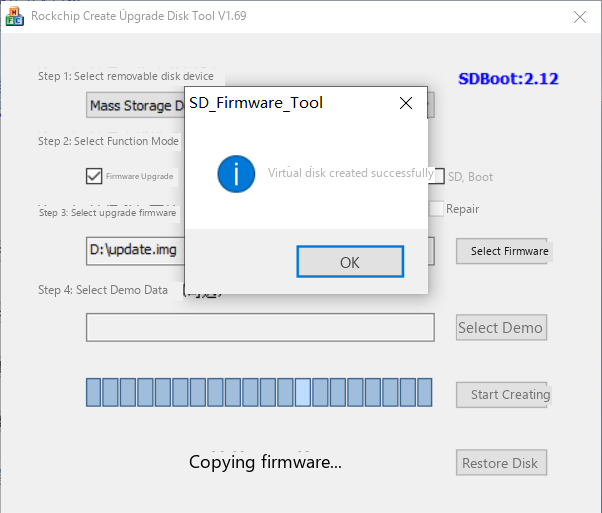 Rockchip Create Upgrade Disk Tool V1.69
Step 1: Select removable disk device
SDBoot:2.12
Mass Storage D
SD_Firmware_Tool
Step 2: Select Function Mode
Firmware Upgrade
Virtual disk created successfully
SD, Boot
Step 3: Select upgrade firmware
Repair
D:\update.img
OK
Select Firmware
Step 4: Select Demo Data
Select Demo
Start Creating
Copying firmware...
Restore Disk